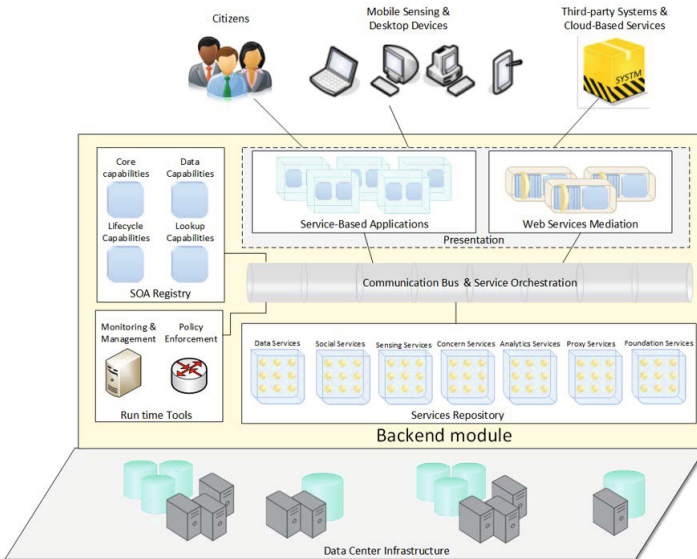 Citizens
Mobile Sensing &
Desktop Devices
Third-party Systems &
Cloud-Based Services
SYSTM
Core
capabilities
Data
Capabilities
Lifecycle
Capabilities
Lookup
Capabilities
SOA Registry
Service-Based Applications
Web Services Mediation
Presentation
Communication Bus & Service Orchestration
Monitoring &
Management
Policy
Enforcement
Run time Tools
Data Services
Social Services
Sensing Services
Concern Services
Analytics Services
Proxy Services
Foundation Services
Services Repository
Backend module
Data Center Infrastructure